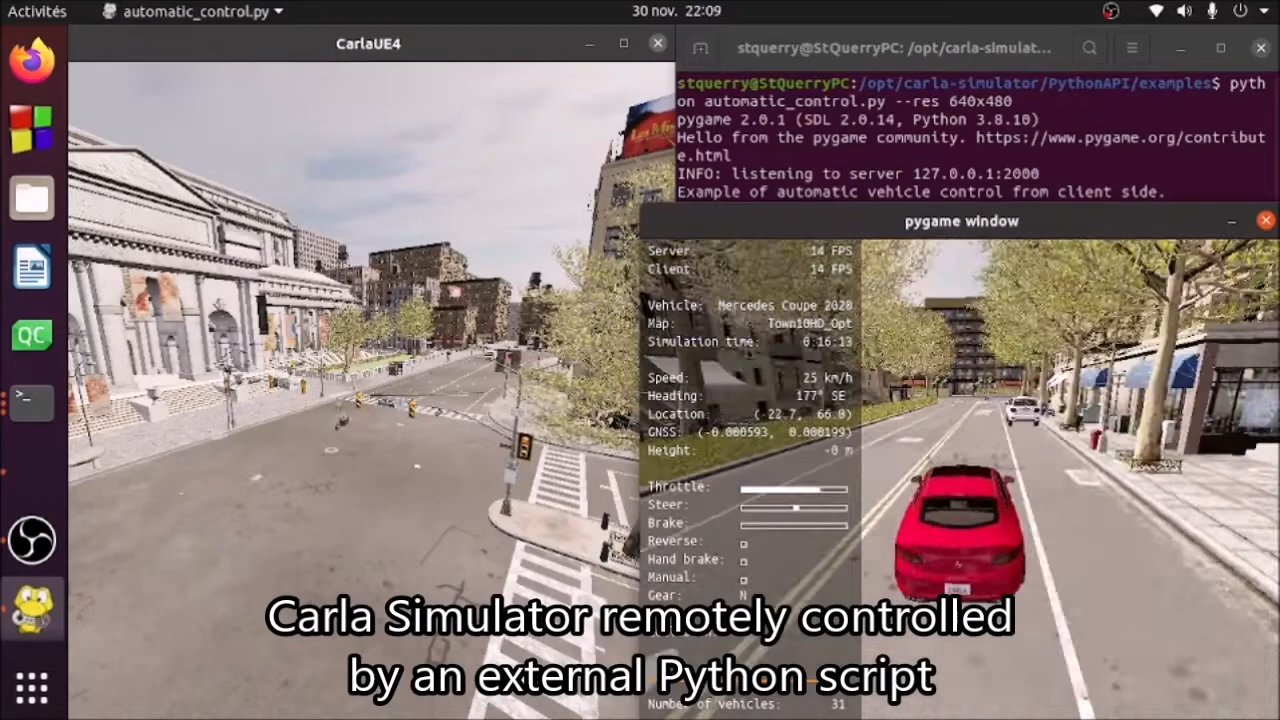 Activités
automatic_control.py
30 nov. 22:09
CarlaUE4
stquerry@StQuerryPC: /opt/carla-simulat...
stquerry@StQuerryPC:/opt/carla-simulator/PythonAPI/examples$ pyth
on automatic_control.py --res 640x480
pygame 2.0.1 (SDL 2.0.14, Python 3.8.10)
Hello from the pygame community. https://www.pygame.org/contribut
e.html
INFO: listening to server 127.0.0.1:2000
Example of automatic vehicle control from client side.
QC
pygame window
Server: 14 FPS
Client: 14 FPS
Vehicle: Mercedes Coupe 2020
Map: Town10HD_Opt
Simulation time: 0:16:13
Speed: 25 km/h
Heading: 177° SE
Location: (-22.7, 66.0)
GNSS: (-0.000593, 0.000199)
Height: -0 m
Throttle:
Steer:
Brake:
Reverse:
Hand brake:
Manual:
Gear: N
Carla Simulator remotely controlled
by an external Python script
Number of vehicles: 31